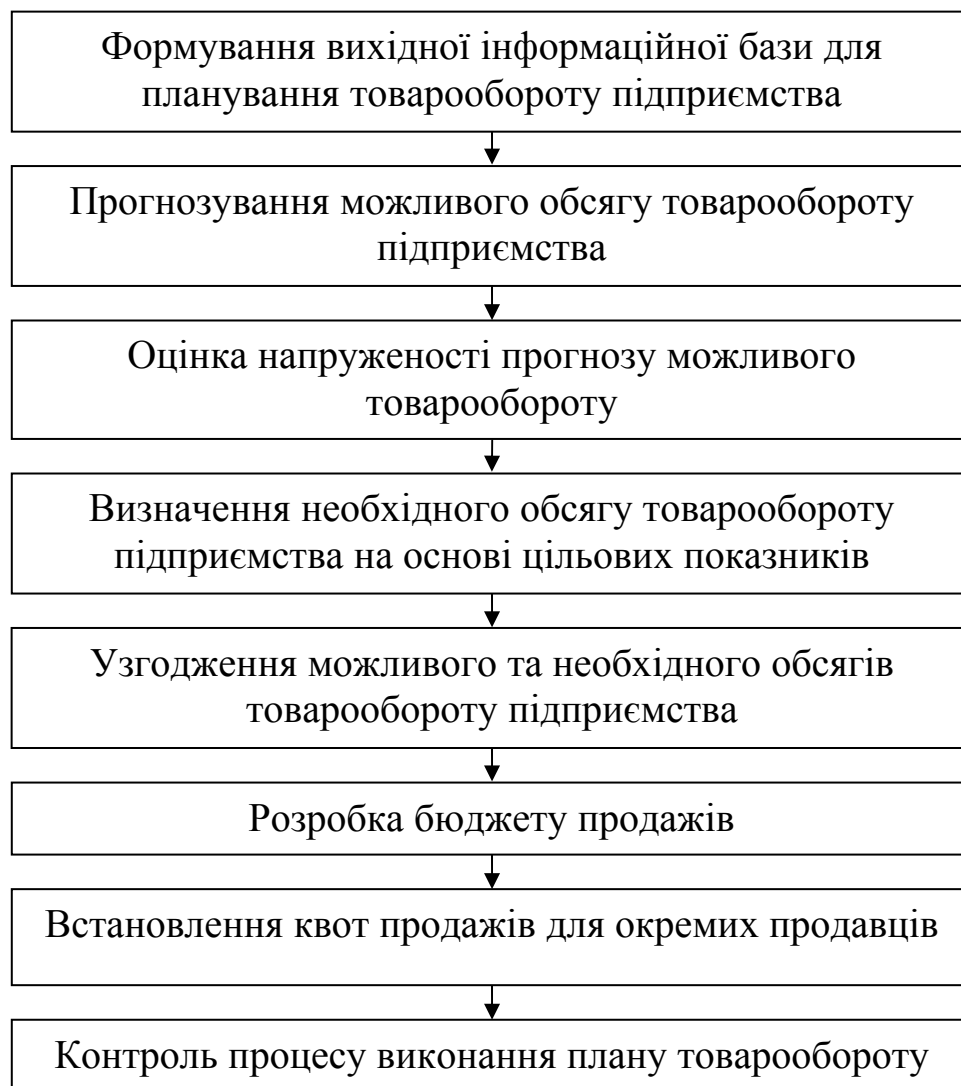 Формування вихідної інформаційної бази для
планування товарообороту підприємства
Прогнозування можливого обсягу товарообороту
підприємства
Оцінка напруженості прогнозу можливого
товарообороту
Визначення необхідного обсягу товарообороту
підприємства на основі цільових показників
Узгодження можливого та необхідного обсягів
товарообороту підприємства
Розробка бюджету продажів
Встановлення квот продажів для окремих продавців
Контроль процесу виконання плану товарообороту